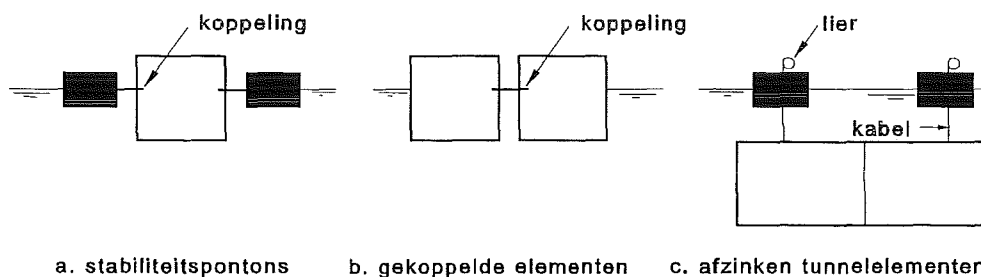 koppeling
koppeling
lier
kabel
a. stabiliteitspontons
b. gekoppelde elementen
c. afzinken tunnelelementen